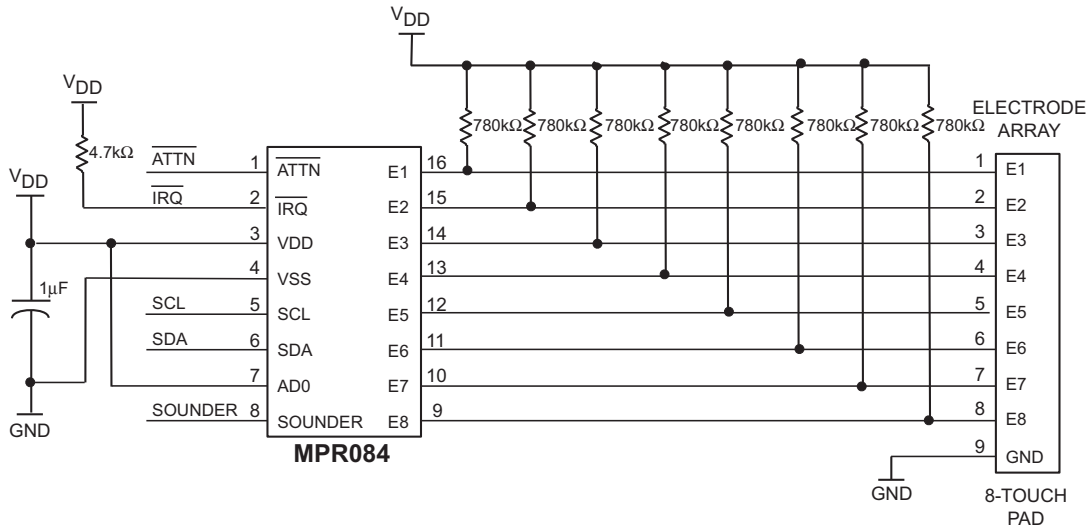 VDD
VDD
4.7kΩ
VDD
1μF
GND
ATTN
IRQ
SCL
SDA
SOUNDER
1
2
3
4
5
6
7
8
ATTN
IRQ
VDD
VSS
SCL
SDA
AD0
SOUNDER
E1
E2
E3
E4
E5
E6
E7
E8
MPR084
16
15
14
13
12
11
10
9
780kΩ
780kΩ
780kΩ
780kΩ
780kΩ
780kΩ
780kΩ
780kΩ
ELECTRODE
ARRAY
1
2
3
4
5
6
7
8
9
E1
E2
E3
E4
E5
E6
E7
E8
GND
GND
8-TOUCH
PAD